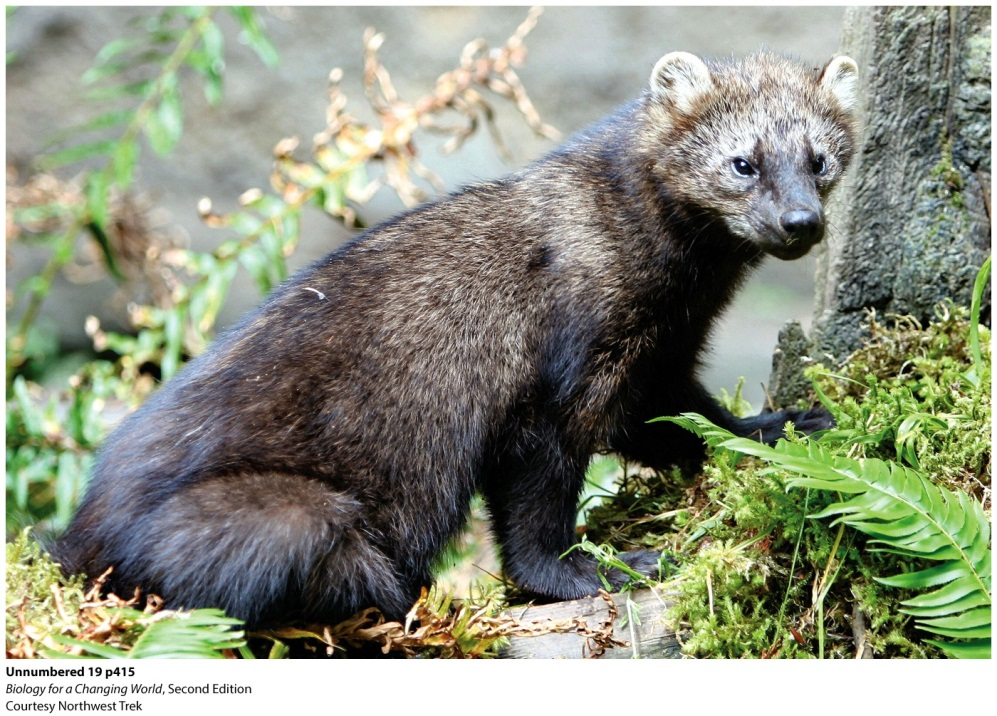 Unnumbered 19 p415
Biology for a Changing World, Second Edition
Courtesy Northwest Trek